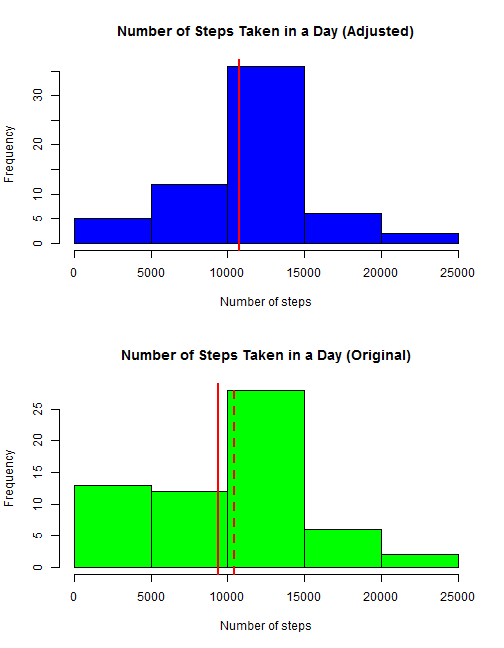 Number of Steps Taken in a Day (Adjusted)
Frequency
30
20
10
5
0
0 5000 10000 15000 20000 25000
Number of steps
Number of Steps Taken in a Day (Original)
Frequency
25
20
15
10
5
0
0 5000 10000 15000 20000 25000
Number of steps